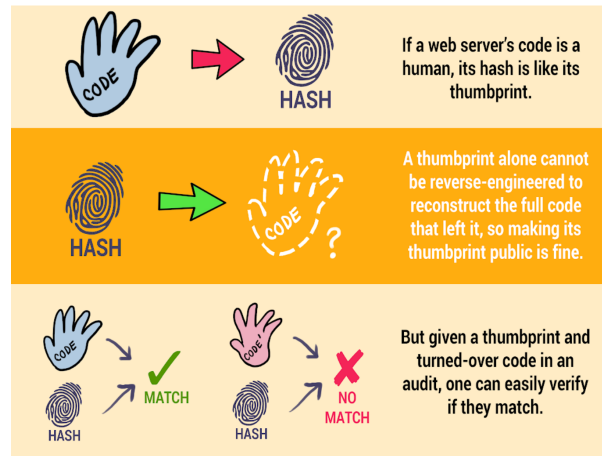 CODE
HASH
If a web server's code is a
human, its hash is like its
thumbprint.
HASH
CODE
?
A thumbprint alone cannot
be reverse-engineered to
reconstruct the full code
that left it, so making its
thumbprint public is fine.
CODE
HASH
MATCH
CODE'
HASH
NO
MATCH
But given a thumbprint and
turned-over code in an
audit, one can easily verify
if they match.